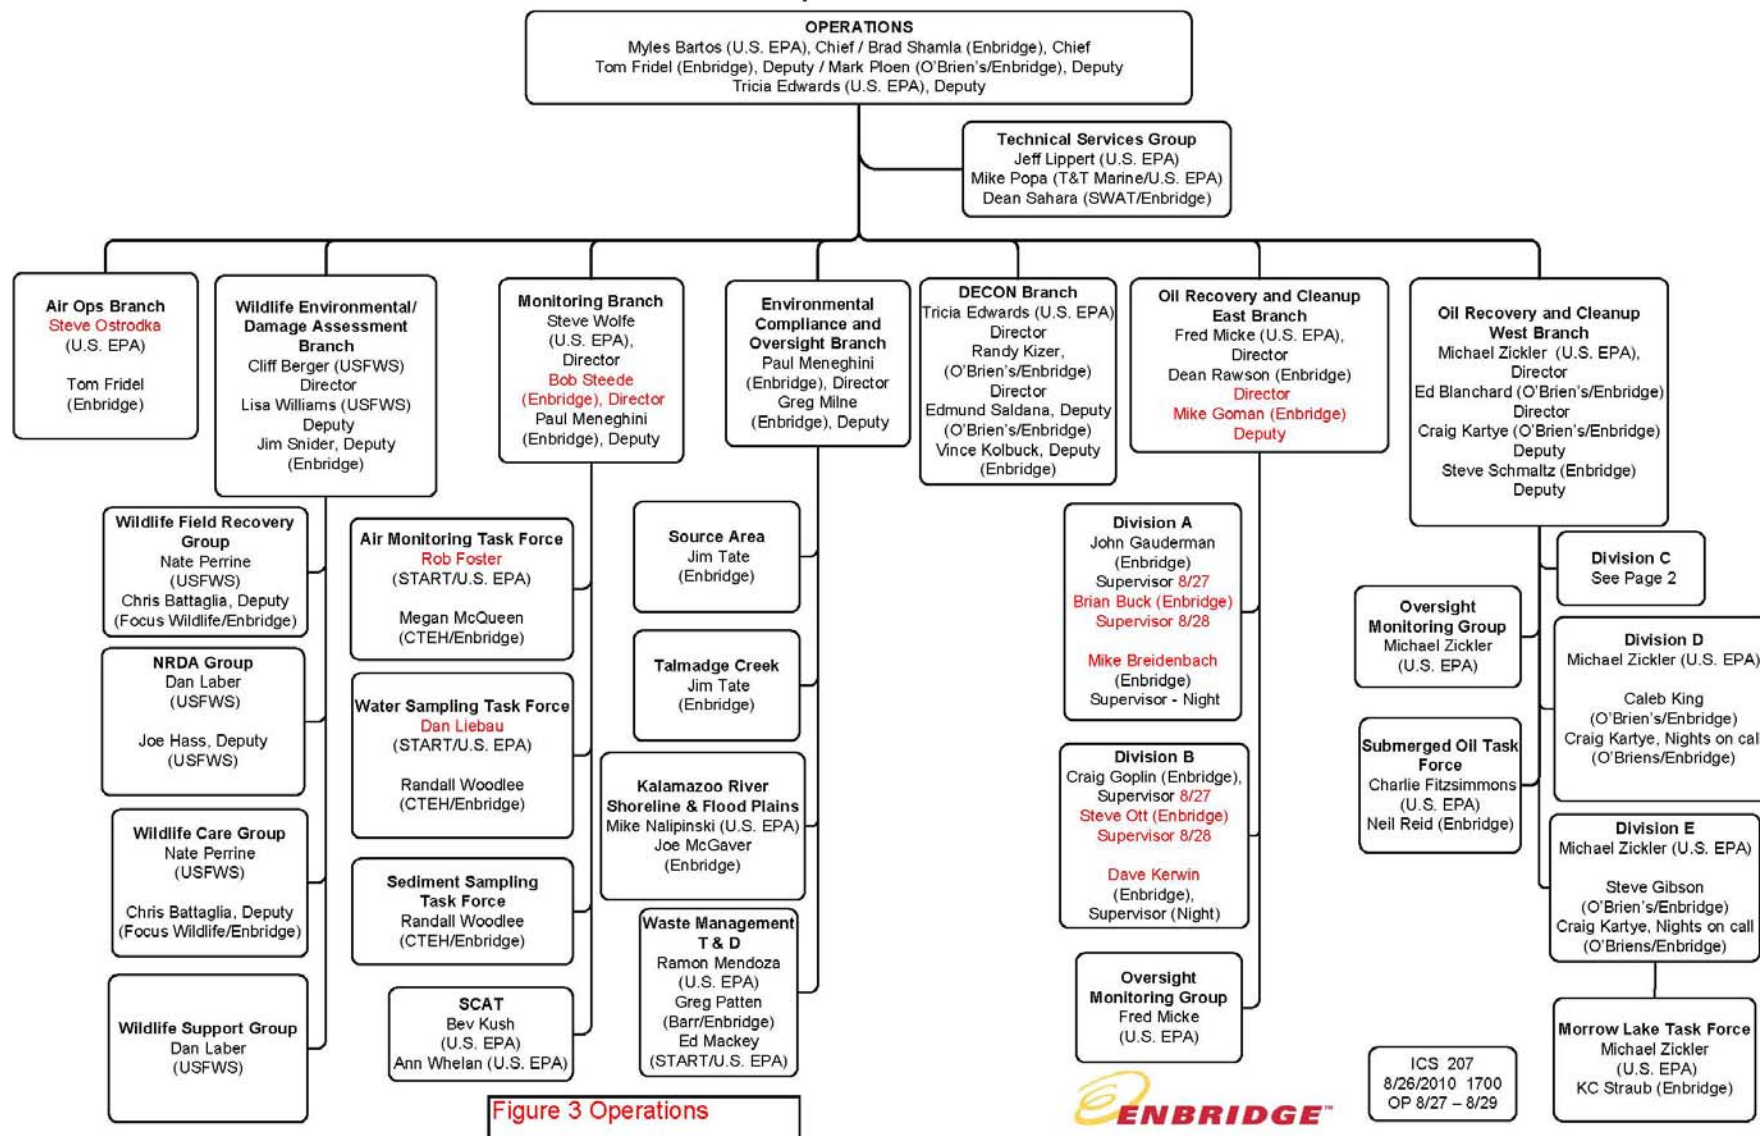 OPERATIONS
Myles Bartos (U.S. EPA), Chief / Brad Shamla (Enbridge), Chief
Tom Fridel (Enbridge), Deputy / Mark Ploen (O'Brien's/Enbridge), Deputy
Tricia Edwards (U.S. EPA), Deputy
Technical Services Group
Jeff Lippert (U.S. EPA)
Mike Popa (T&T Marine/U.S. EPA)
Dean Sahara (SWAT/Enbridge)
Air Ops Branch
Steve Ostrodka
(U.S. EPA)
Tom Fridel
(Enbridge)
Wildlife Environmental/
Damage Assessment
Branch
Cliff Berger (USFWS)
Director
Lisa Williams (USFWS)
Deputy
Jim Snider, Deputy
(Enbridge)
Wildlife Field Recovery
Group
Nate Perrine
(USFWS)
Chris Battaglia, Deputy
(Focus Wildlife/Enbridge)
NRDA Group
Dan Laber
(USFWS)
Joe Hass, Deputy
(USFWS)
Wildlife Care Group
Nate Perrine
(USFWS)
Chris Battaglia, Deputy
(Focus Wildlife/Enbridge)
Wildlife Support Group
Dan Laber
(USFWS)
Monitoring Branch
Steve Wolfe
(U.S. EPA),
Director
Bob Steede
(Enbridge), Director
Paul Meneghini
(Enbridge), Deputy
Air Monitoring Task Force
Rob Foster
(START/U.S. EPA)
Megan McQueen
(CTEH/Enbridge)
Water Sampling Task Force
Dan Liebau
(START/U.S. EPA)
Randall Woodlee
(CTEH/Enbridge)
Sediment Sampling
Task Force
Randall Woodlee
(CTEH/Enbridge)
SCAT
Bev Kush
(U.S. EPA)
Ann Whelan (U.S. EPA)
Environmental
Compliance and
Oversight Branch
Paul Meneghini
(Enbridge), Director
Greg Milne
(Enbridge), Deputy
Source Area
Jim Tate
(Enbridge)
Talmadge Creek
Jim Tate
(Enbridge)
Kalamazoo River
Shoreline & Flood Plains
Mike Nalipinski (U.S. EPA)
Joe McGaver
(Enbridge)
Waste Management
T & D
Ramon Mendoza
(U.S. EPA)
Greg Patten
(Barr/Enbridge)
Ed Mackey
(START/U.S. EPA)
DECON Branch
Tricia Edwards (U.S. EPA)
Director
Randy Kizer,
(O'Brien's/Enbridge)
Director
Edmund Saldana, Deputy
(O'Brien's/Enbridge)
Vince Kolbuck, Deputy
(Enbridge)
Oil Recovery and Cleanup
East Branch
Fred Micke (U.S. EPA),
Director
Dean Rawson (Enbridge)
Director
Mike Goman (Enbridge)
Deputy
Division A
John Gauderman
(Enbridge)
Supervisor 8/27
Brian Buck (Enbridge)
Supervisor 8/28
Mike Breidenbach
(Enbridge)
Supervisor - Night
Division B
Craig Goplin (Enbridge),
Supervisor 8/27
Steve Ott (Enbridge)
Supervisor 8/28
Dave Kerwin
(Enbridge),
Supervisor (Night)
Oversight
Monitoring Group
Fred Micke
(U.S. EPA)
Oil Recovery and Cleanup
West Branch
Michael Zickler (U.S. EPA),
Director
Ed Blanchard (O'Brien's/Enbridge)
Director
Craig Kartye (O'Brien's/Enbridge)
Deputy
Steve Schmaltz (Enbridge)
Deputy
Division C
See Page 2
Oversight
Monitoring Group
Michael Zickler
(U.S. EPA)
Division D
Michael Zickler (U.S. EPA)
Caleb King
(O'Brien's/Enbridge)
Craig Kartye, Nights on call
(O'Briens/Enbridge)
Submerged Oil Task
Force
Charlie Fitzsimmons
(U.S. EPA)
Neil Reid (Enbridge)
Division E
Michael Zickler (U.S. EPA)
Steve Gibson
(O'Brien's/Enbridge)
Craig Kartye, Nights on call
(O'Briens/Enbridge)
Morrow Lake Task Force
Michael Zickler
(U.S. EPA)
KC Straub (Enbridge)
Figure 3 Operations
ENBRIDGE™
ICS 207
8/26/2010 1700
OP 8/27 – 8/29